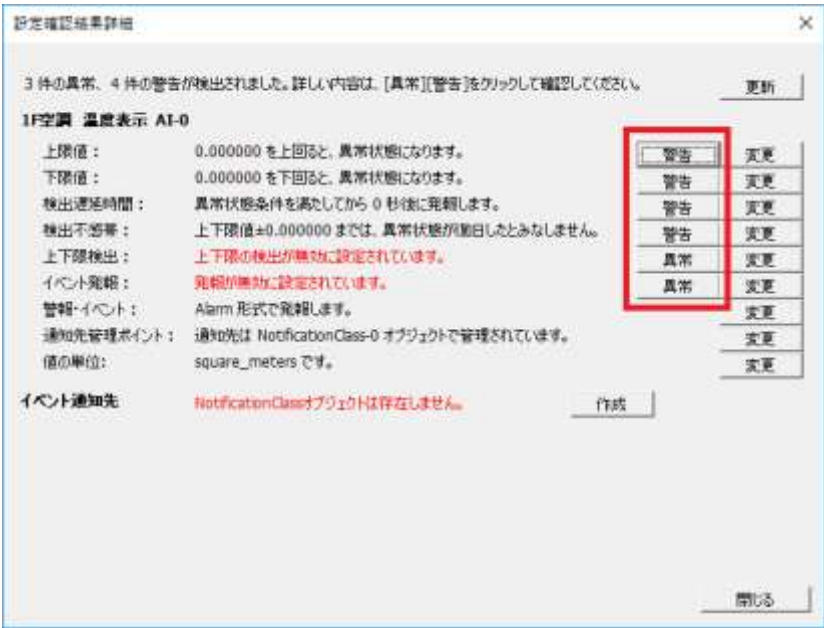 設定確認結果詳細
3 件の異常、4 件の警告が検出されました。詳しい内容は、[異常][警告]をクリックして確認してください。 更新
1F空調 温度表示 AI-0
上限値： 0.000000 を上回ると、異常状態になります。 警告 変更
下限値： 0.000000 を下回ると、異常状態になります。 警告 変更
検出遅延時間： 異常状態条件を満たしてから 0 秒後に発報します。 警告 変更
検出不感帯： 上下限値±0.000000 までは、異常状態が復旧したとみなしません。 警告 変更
上下限検出： 上下限の検出が無効に設定されています。 異常 変更
イベント発報： 発報が無効に設定されています。 異常 変更
警報・イベント： Alarm 形式で発報します。 変更
通知先管理ポイント： 通知先は NotificationClass-0 オブジェクトで管理されています。 変更
値の単位: square_meters です。 変更
イベント通知先 NotificationClassオブジェクトは存在しません。 作成
閉じる